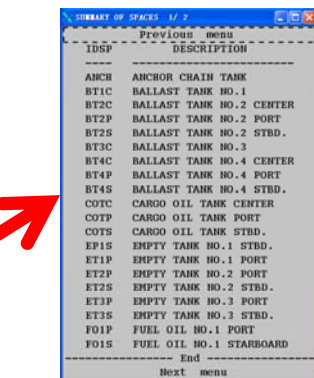 SUMMARY OF SPACES 1/ 2
Previous menu
IDSP DESCRIPTION
---- -------------------------
ANCH ANCHOR CHAIN TANK
BT1C BALLAST TANK NO.1
BT2C BALLAST TANK NO.2 CENTER
BT2P BALLAST TANK NO.2 PORT
BT2S BALLAST TANK NO.2 STBD.
BT3C BALLAST TANK NO.3
BT4C BALLAST TANK NO.4 CENTER
BT4P BALLAST TANK NO.4 PORT
BT4S BALLAST TANK NO.4 STBD.
COTC CARGO OIL TANK CENTER
COTP CARGO OIL TANK PORT
COTS CARGO OIL TANK STBD.
EP1S EMPTY TANK NO.1 STBD.
ET1P EMPTY TANK NO.1 PORT
ET2P EMPTY TANK NO.2 PORT
ET2S EMPTY TANK NO.2 STBD.
ET3P EMPTY TANK NO.3 PORT
ET3S EMPTY TANK NO.3 STBD.
FO1P FUEL OIL NO.1 PORT
FO1S FUEL OIL NO.1 STARBOARD
---------------- End ----------------
Next menu